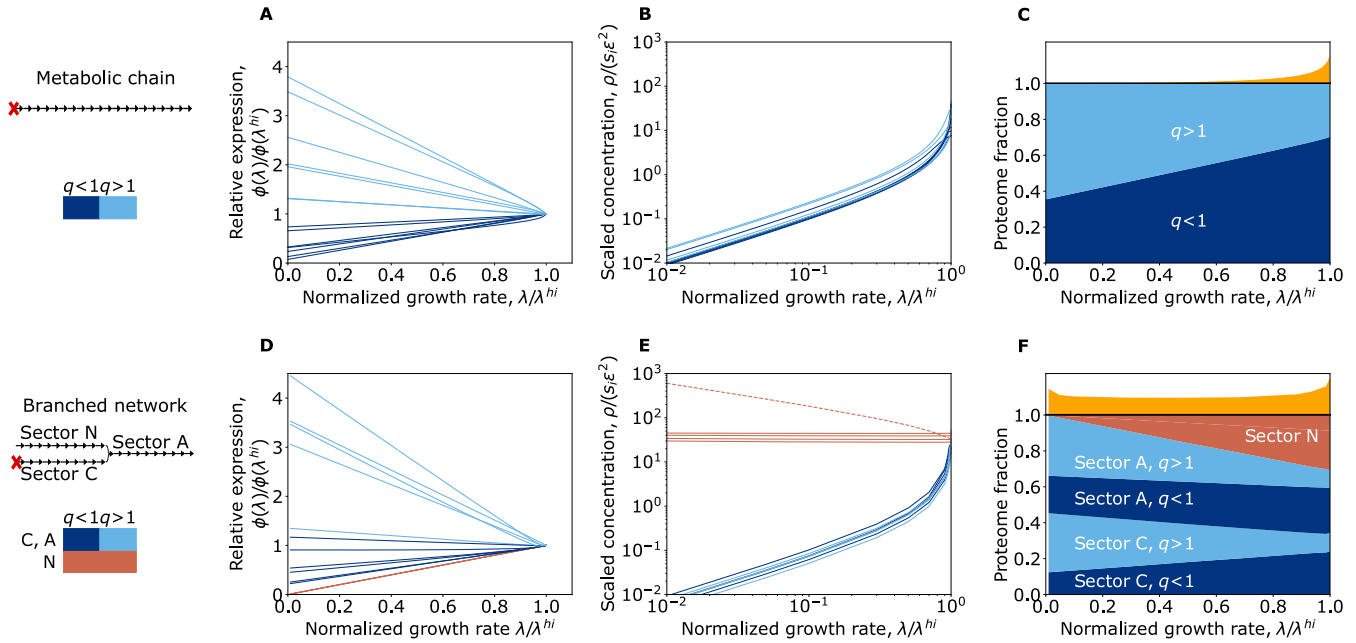 Metabolic chain
q<1 q>1
A
Relative expression,
ϕ(λ)/ϕ(λ^hi)
4
3
2
1
0
0.0 0.2 0.4 0.6 0.8 1.0
Normalized growth rate, λ/λ^hi
B
Scaled concentration, ρ/(s_iε^2)
10^3
10^2
10^1
10^0
10^−1
10^−2
10^−2 10^−1 10^0
Normalized growth rate, λ/λ^hi
C
Proteome fraction
1.0
0.8
0.6
0.4
0.2
0.0
q>1
q<1
0.0 0.2 0.4 0.6 0.8 1.0
Normalized growth rate, λ/λ^hi
Branched network
Sector N
Sector A
Sector C
q<1 q>1
C, A
N
D
Relative expression,
ϕ(λ)/ϕ(λ^hi)
4
3
2
1
0
0.0 0.2 0.4 0.6 0.8 1.0
Normalized growth rate λ/λ^hi
E
Scaled concentration, ρ/(s_iε^2)
10^3
10^2
10^1
10^0
10^−1
10^−2
10^−2 10^−1 10^0
Normalized growth rate, λ/λ^hi
F
Proteome fraction
1.0
0.8
0.6
0.4
0.2
0.0
Sector N
Sector A, q>1
Sector A, q<1
Sector C, q>1
Sector C, q<1
0.0 0.2 0.4 0.6 0.8 1.0
Normalized growth rate, λ/λ^hi